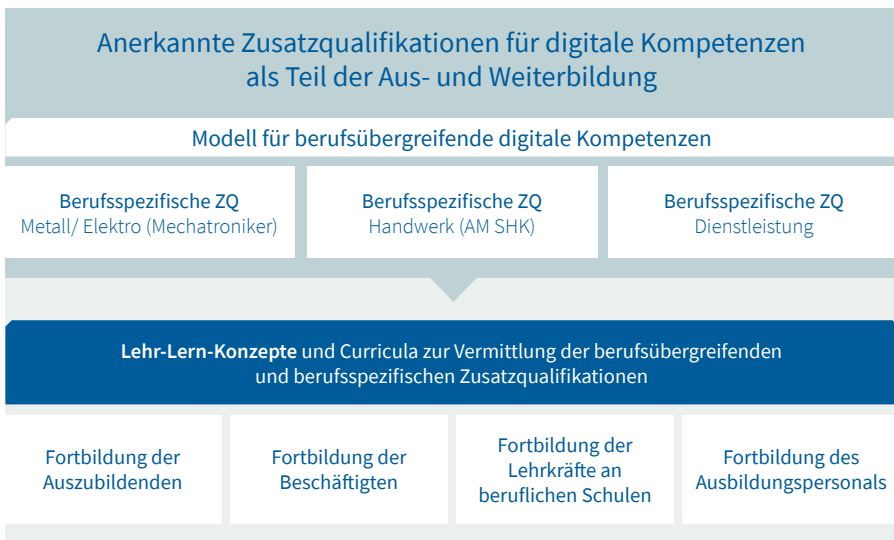 Anerkannte Zusatzqualifikationen für digitale Kompetenzen
als Teil der Aus- und Weiterbildung
Modell für berufsübergreifende digitale Kompetenzen
Berufsspezifische ZQ
Metall/ Elektro (Mechatroniker)
Berufsspezifische ZQ
Handwerk (AM SHK)
Berufsspezifische ZQ
Dienstleistung
Lehr-Lern-Konzepte und Curricula zur Vermittlung der berufsübergreifenden
und berufsspezifischen Zusatzqualifikationen
Fortbildung der
Auszubildenden
Fortbildung der
Beschäftigten
Fortbildung der
Lehrkräfte an
beruflichen Schulen
Fortbildung des
Ausbildungspersonals